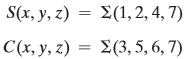 S(x, y, z) = Σ(1, 2, 4, 7)
C(x, y, z) = Σ(3, 5, 6, 7)